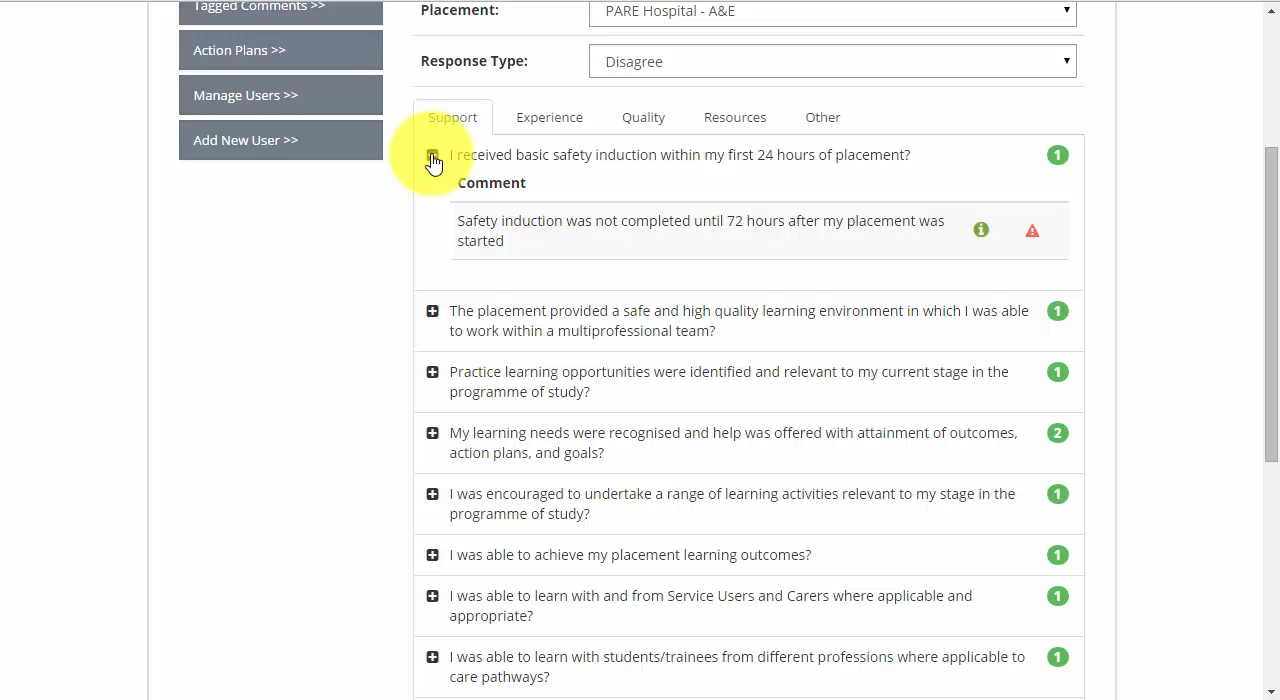 Tagged Comments >>
Action Plans >>
Manage Users >>
Add New User >>
Placement:
PARE Hospital - A&E
Response Type:
Disagree
Support
Experience
Quality
Resources
Other
I received basic safety induction within my first 24 hours of placement?
1
Comment
Safety induction was not completed until 72 hours after my placement was
started
The placement provided a safe and high quality learning environment in which I was able
to work within a multiprofessional team?
1
Practice learning opportunities were identified and relevant to my current stage in the
programme of study?
1
My learning needs were recognised and help was offered with attainment of outcomes,
action plans, and goals?
2
I was encouraged to undertake a range of learning activities relevant to my stage in the
programme of study?
1
I was able to achieve my placement learning outcomes?
1
I was able to learn with and from Service Users and Carers where applicable and
appropriate?
1
I was able to learn with students/trainees from different professions where applicable to
care pathways?
1